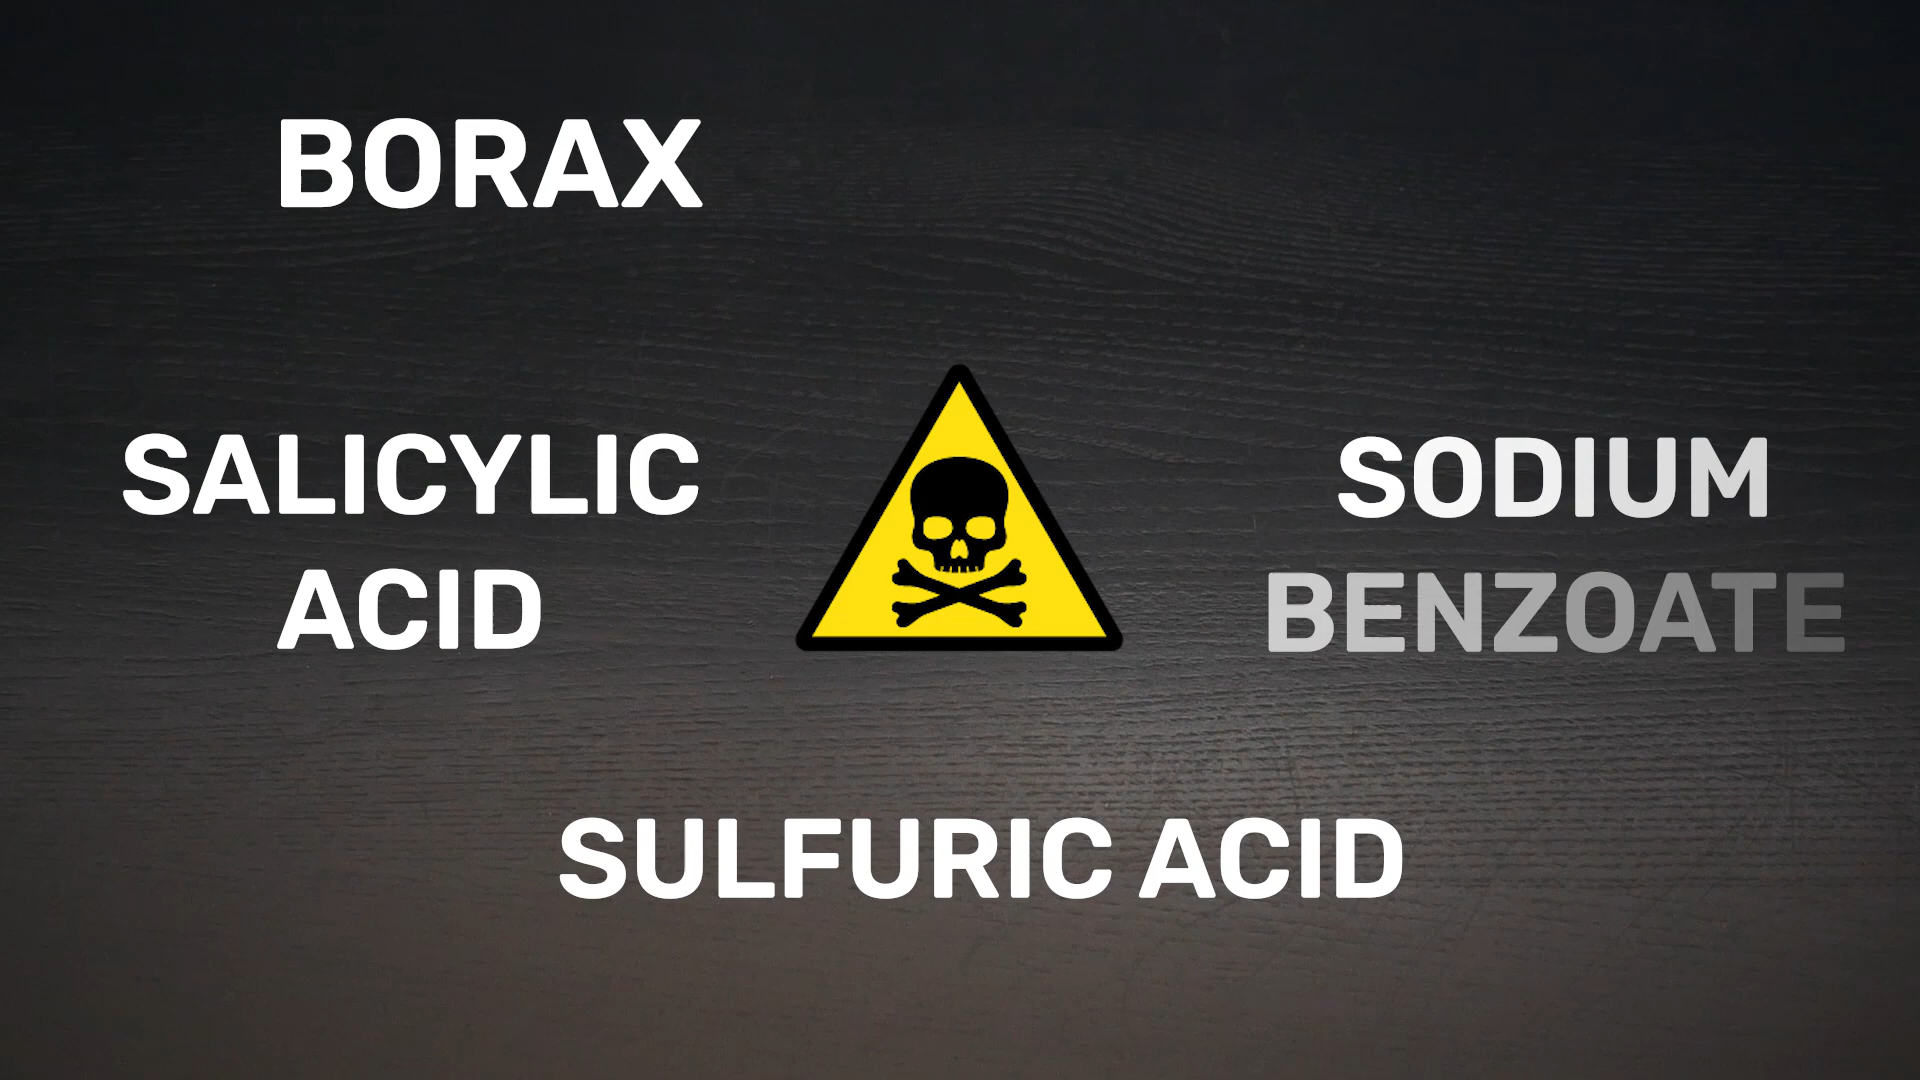 BORAX
SALICYLIC
ACID
SODIUM
BENZOATE
SULFURIC ACID